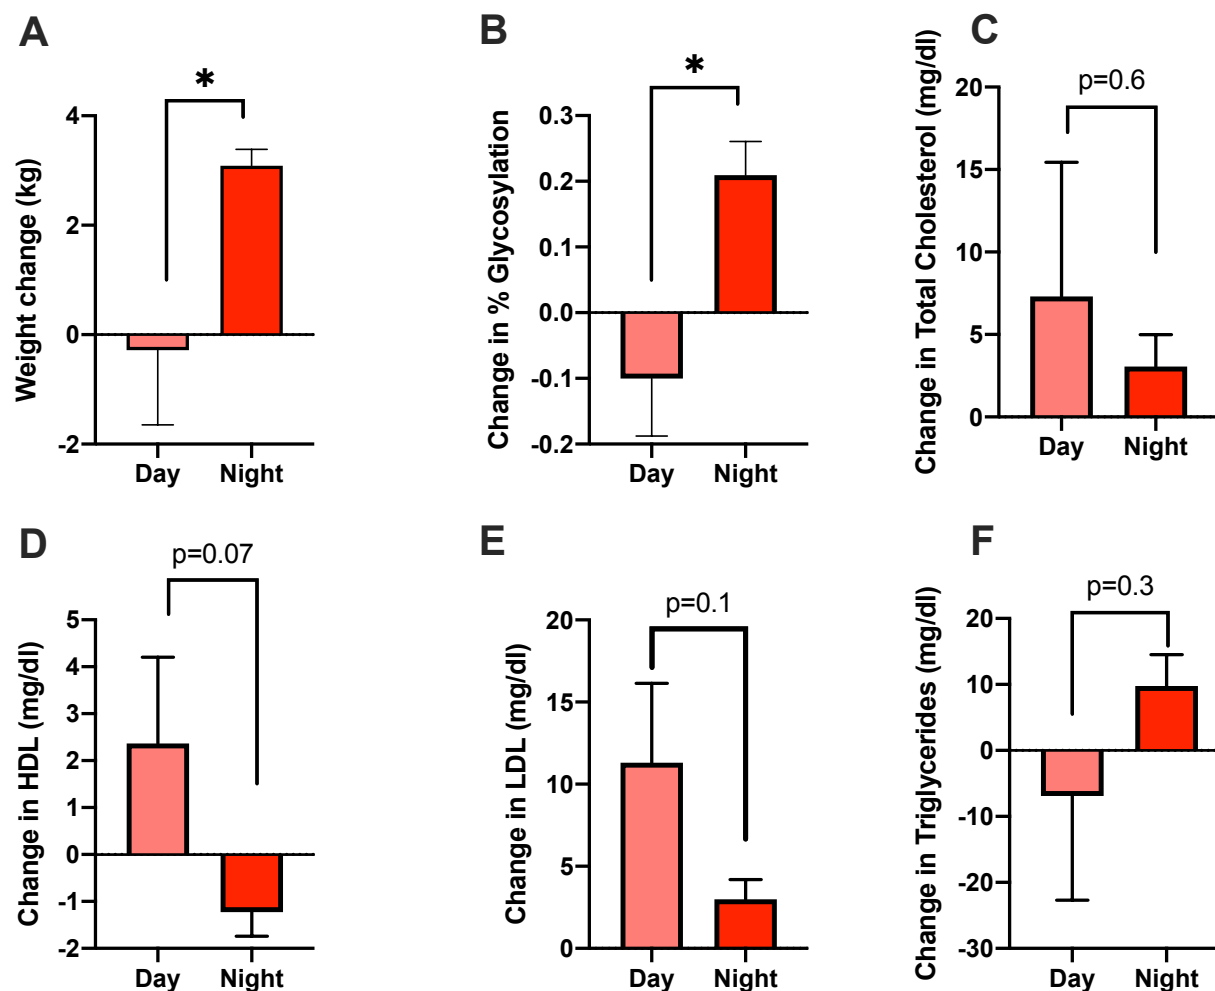 A
*
Weight change (kg)
4
2
0
-2
Day Night
B
*
Change in % Glycosylation
0.3
0.2
0.1
0.0
-0.1
-0.2
Day Night
C
p=0.6
Change in Total Cholesterol (mg/dl)
20
15
10
5
0
Day Night
D
p=0.07
Change in HDL (mg/dl)
5
4
3
2
1
0
-1
-2
Day Night
E
p=0.1
Change in LDL (mg/dl)
20
15
10
5
0
Day Night
F
p=0.3
Change in Triglycerides (mg/dl)
20
10
0
-10
-20
-30
Day Night